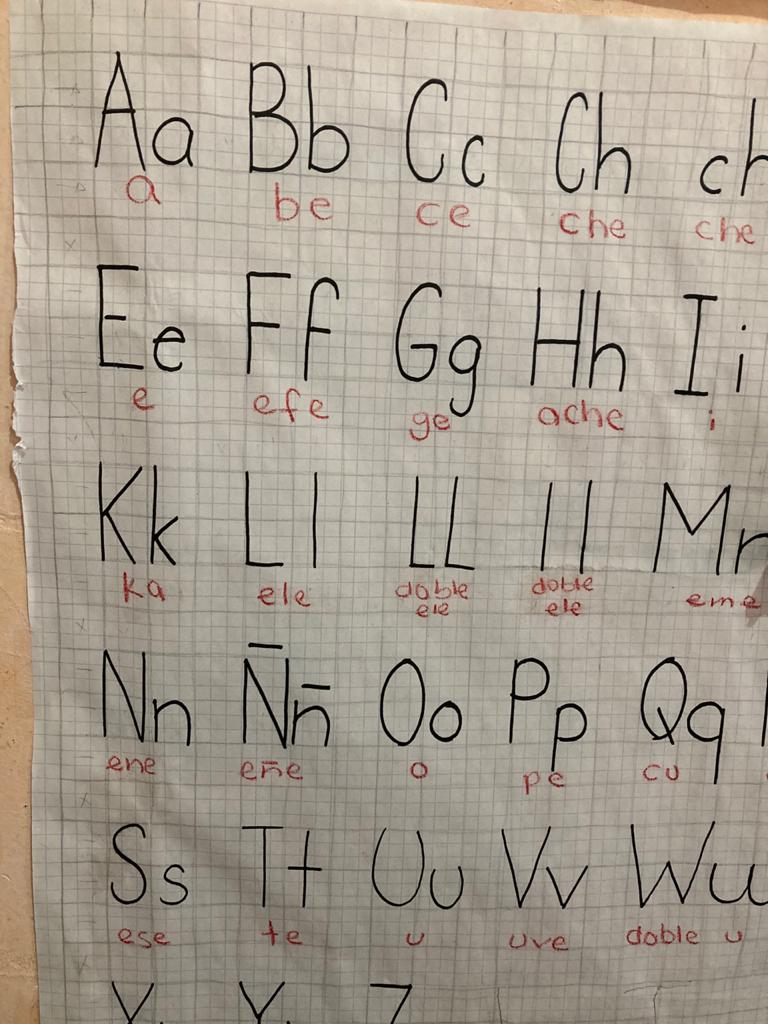 Aa Bb Cc Ch ch
a be ce che che
Ee Ff Gg Hh Ii
e efe ge ache i
Kk Ll LL ll M
ka ele doble ele doble ele eme
Nn Ññ Oo Pp Qq
ene eñe o pe cu
Ss Tt Uu Vv Ww
ese te u uve doble u